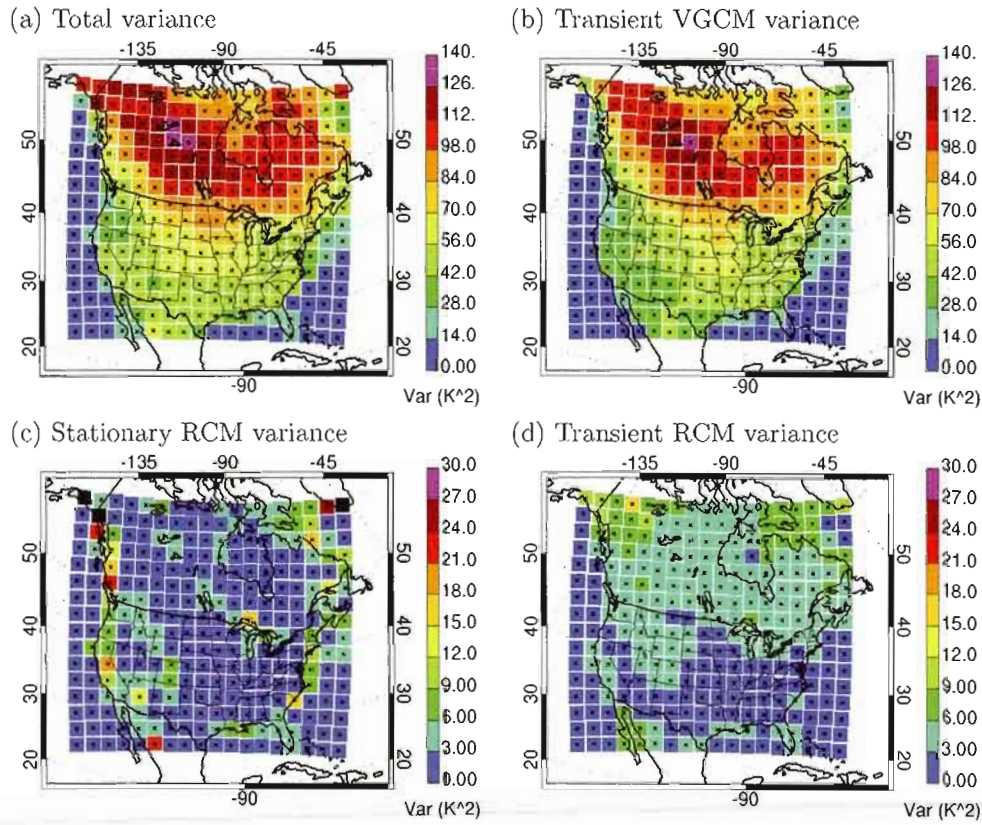 (a) Total variance
(b) Transient VGCM variance
-135 -90 -45
-135 -90 -45
140.
126.
112.
98.0
84.0
70.0
56.0
42.0
28.0
14.0
0.00
140.
126.
112.
98.0
84.0
70.0
56.0
42.0
28.0
14.0
0.00
50 40 30 20
50 40 30 20
50 40 30 20
50 40 30 20
-90
-90
Var (K^2)
Var (K^2)
(c) Stationary RCM variance
(d) Transient RCM variance
-135 -90 -45
-135 -90 -45
30.0
27.0
24.0
21.0
18.0
15.0
12.0
9.00
6.00
3.00
0.00
30.0
27.0
24.0
21.0
18.0
15.0
12.0
9.00
6.00
3.00
0.00
50 40 30 20
50 40 30 20
50 40 30 20
50 40 30 20
-90
-90
Var (K^2)
Var (K^2)